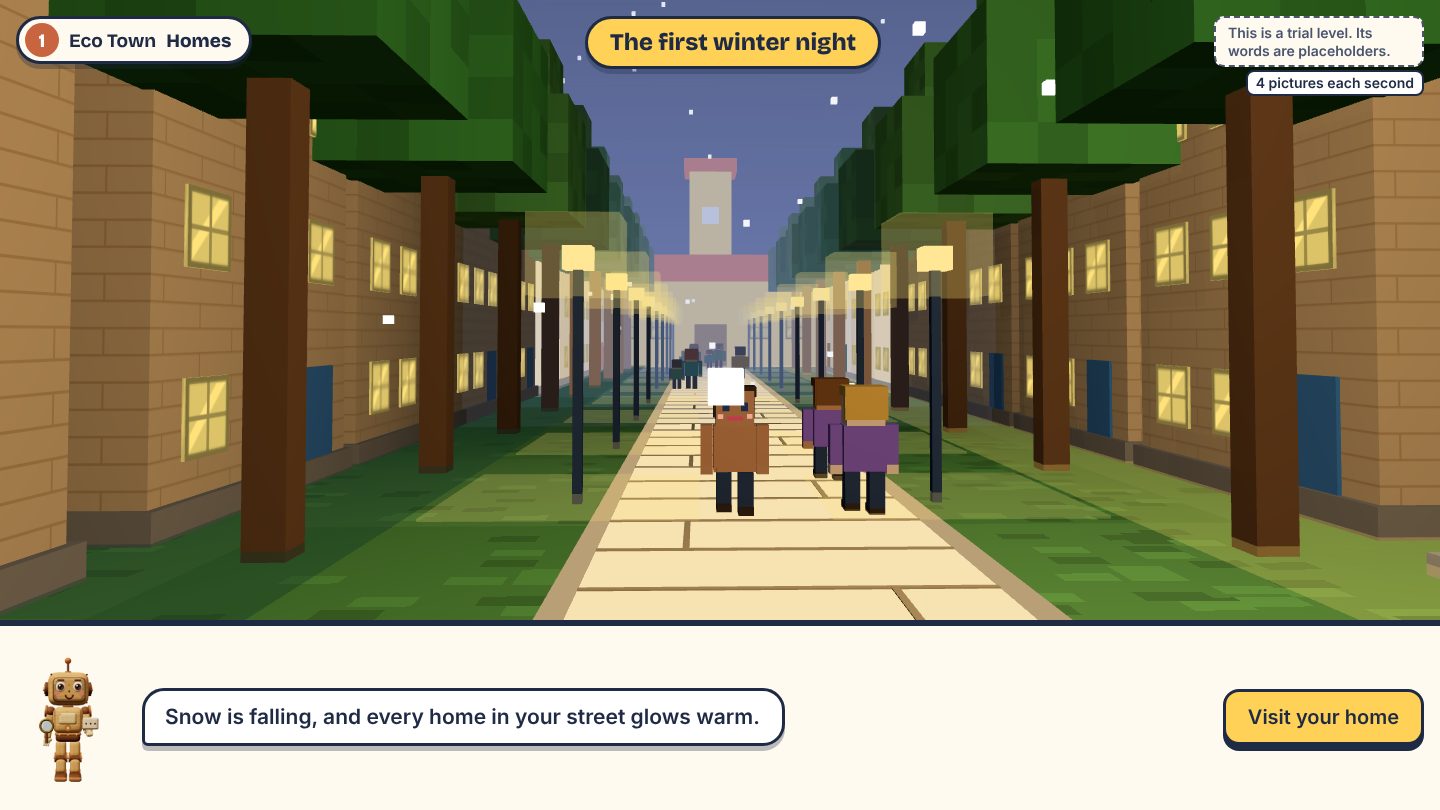 1 Eco Town Homes
The first winter night
This is a trial level. Its
words are placeholders.
4 pictures each second
Snow is falling, and every home in your street glows warm.
Visit your home